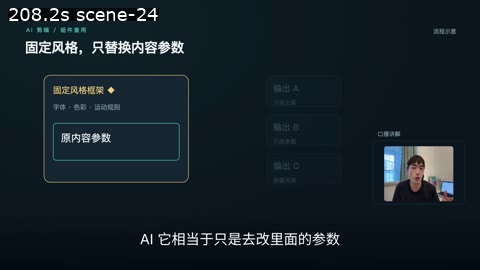 208.2s scene-24
AI 剪辑 / 组件复用
固定风格，只替换内容参数
流程示意
固定风格框架 ◆
字体 · 色彩 · 运动规则
原内容参数
输出 A
输出 B
输出 C
口播讲解
AI 它相当于只是去改里面的参数